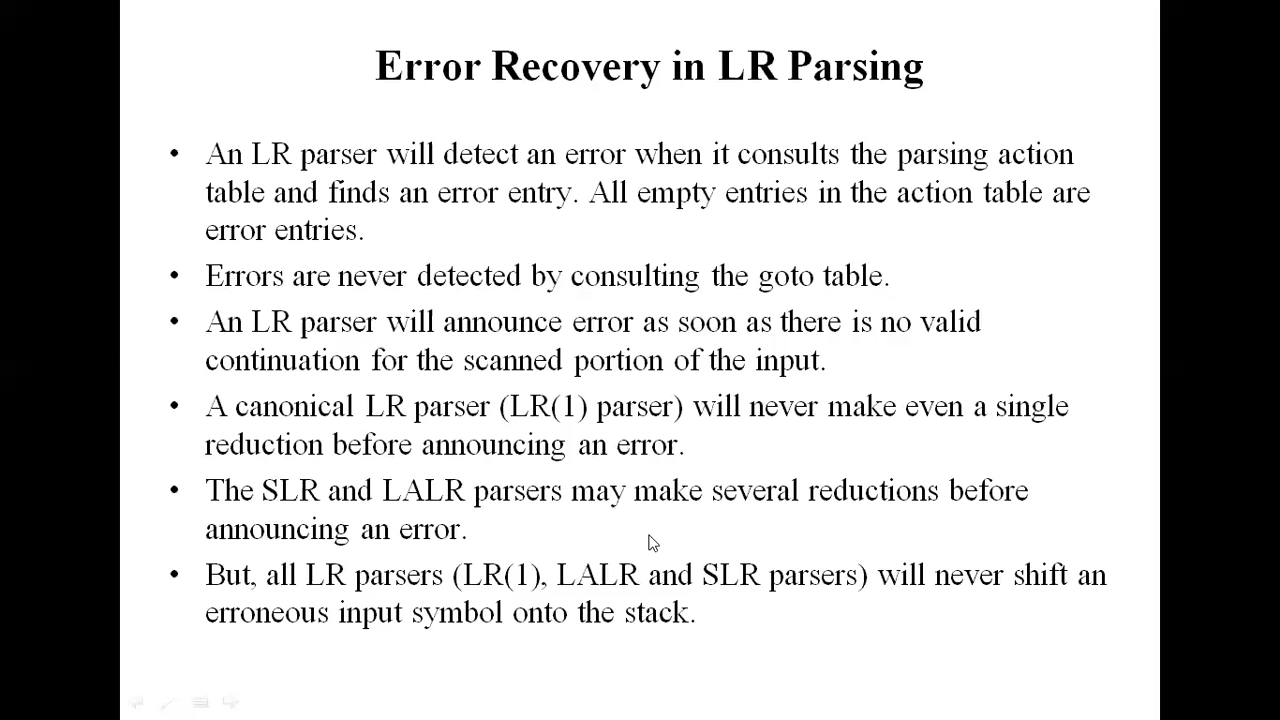 Error Recovery in LR Parsing
• An LR parser will detect an error when it consults the parsing action
table and finds an error entry. All empty entries in the action table are
error entries.
• Errors are never detected by consulting the goto table.
• An LR parser will announce error as soon as there is no valid
continuation for the scanned portion of the input.
• A canonical LR parser (LR(1) parser) will never make even a single
reduction before announcing an error.
• The SLR and LALR parsers may make several reductions before
announcing an error.
• But, all LR parsers (LR(1), LALR and SLR parsers) will never shift an
erroneous input symbol onto the stack.